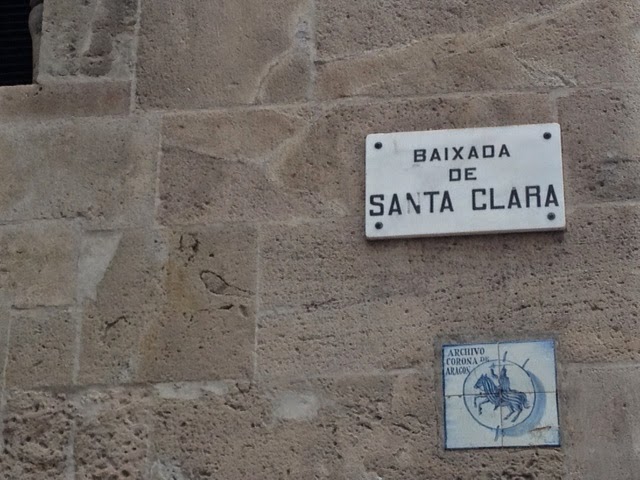 BAIXADA
DE
SANTA CLARA
ARCHIVO
CORONA DE
ARAGON